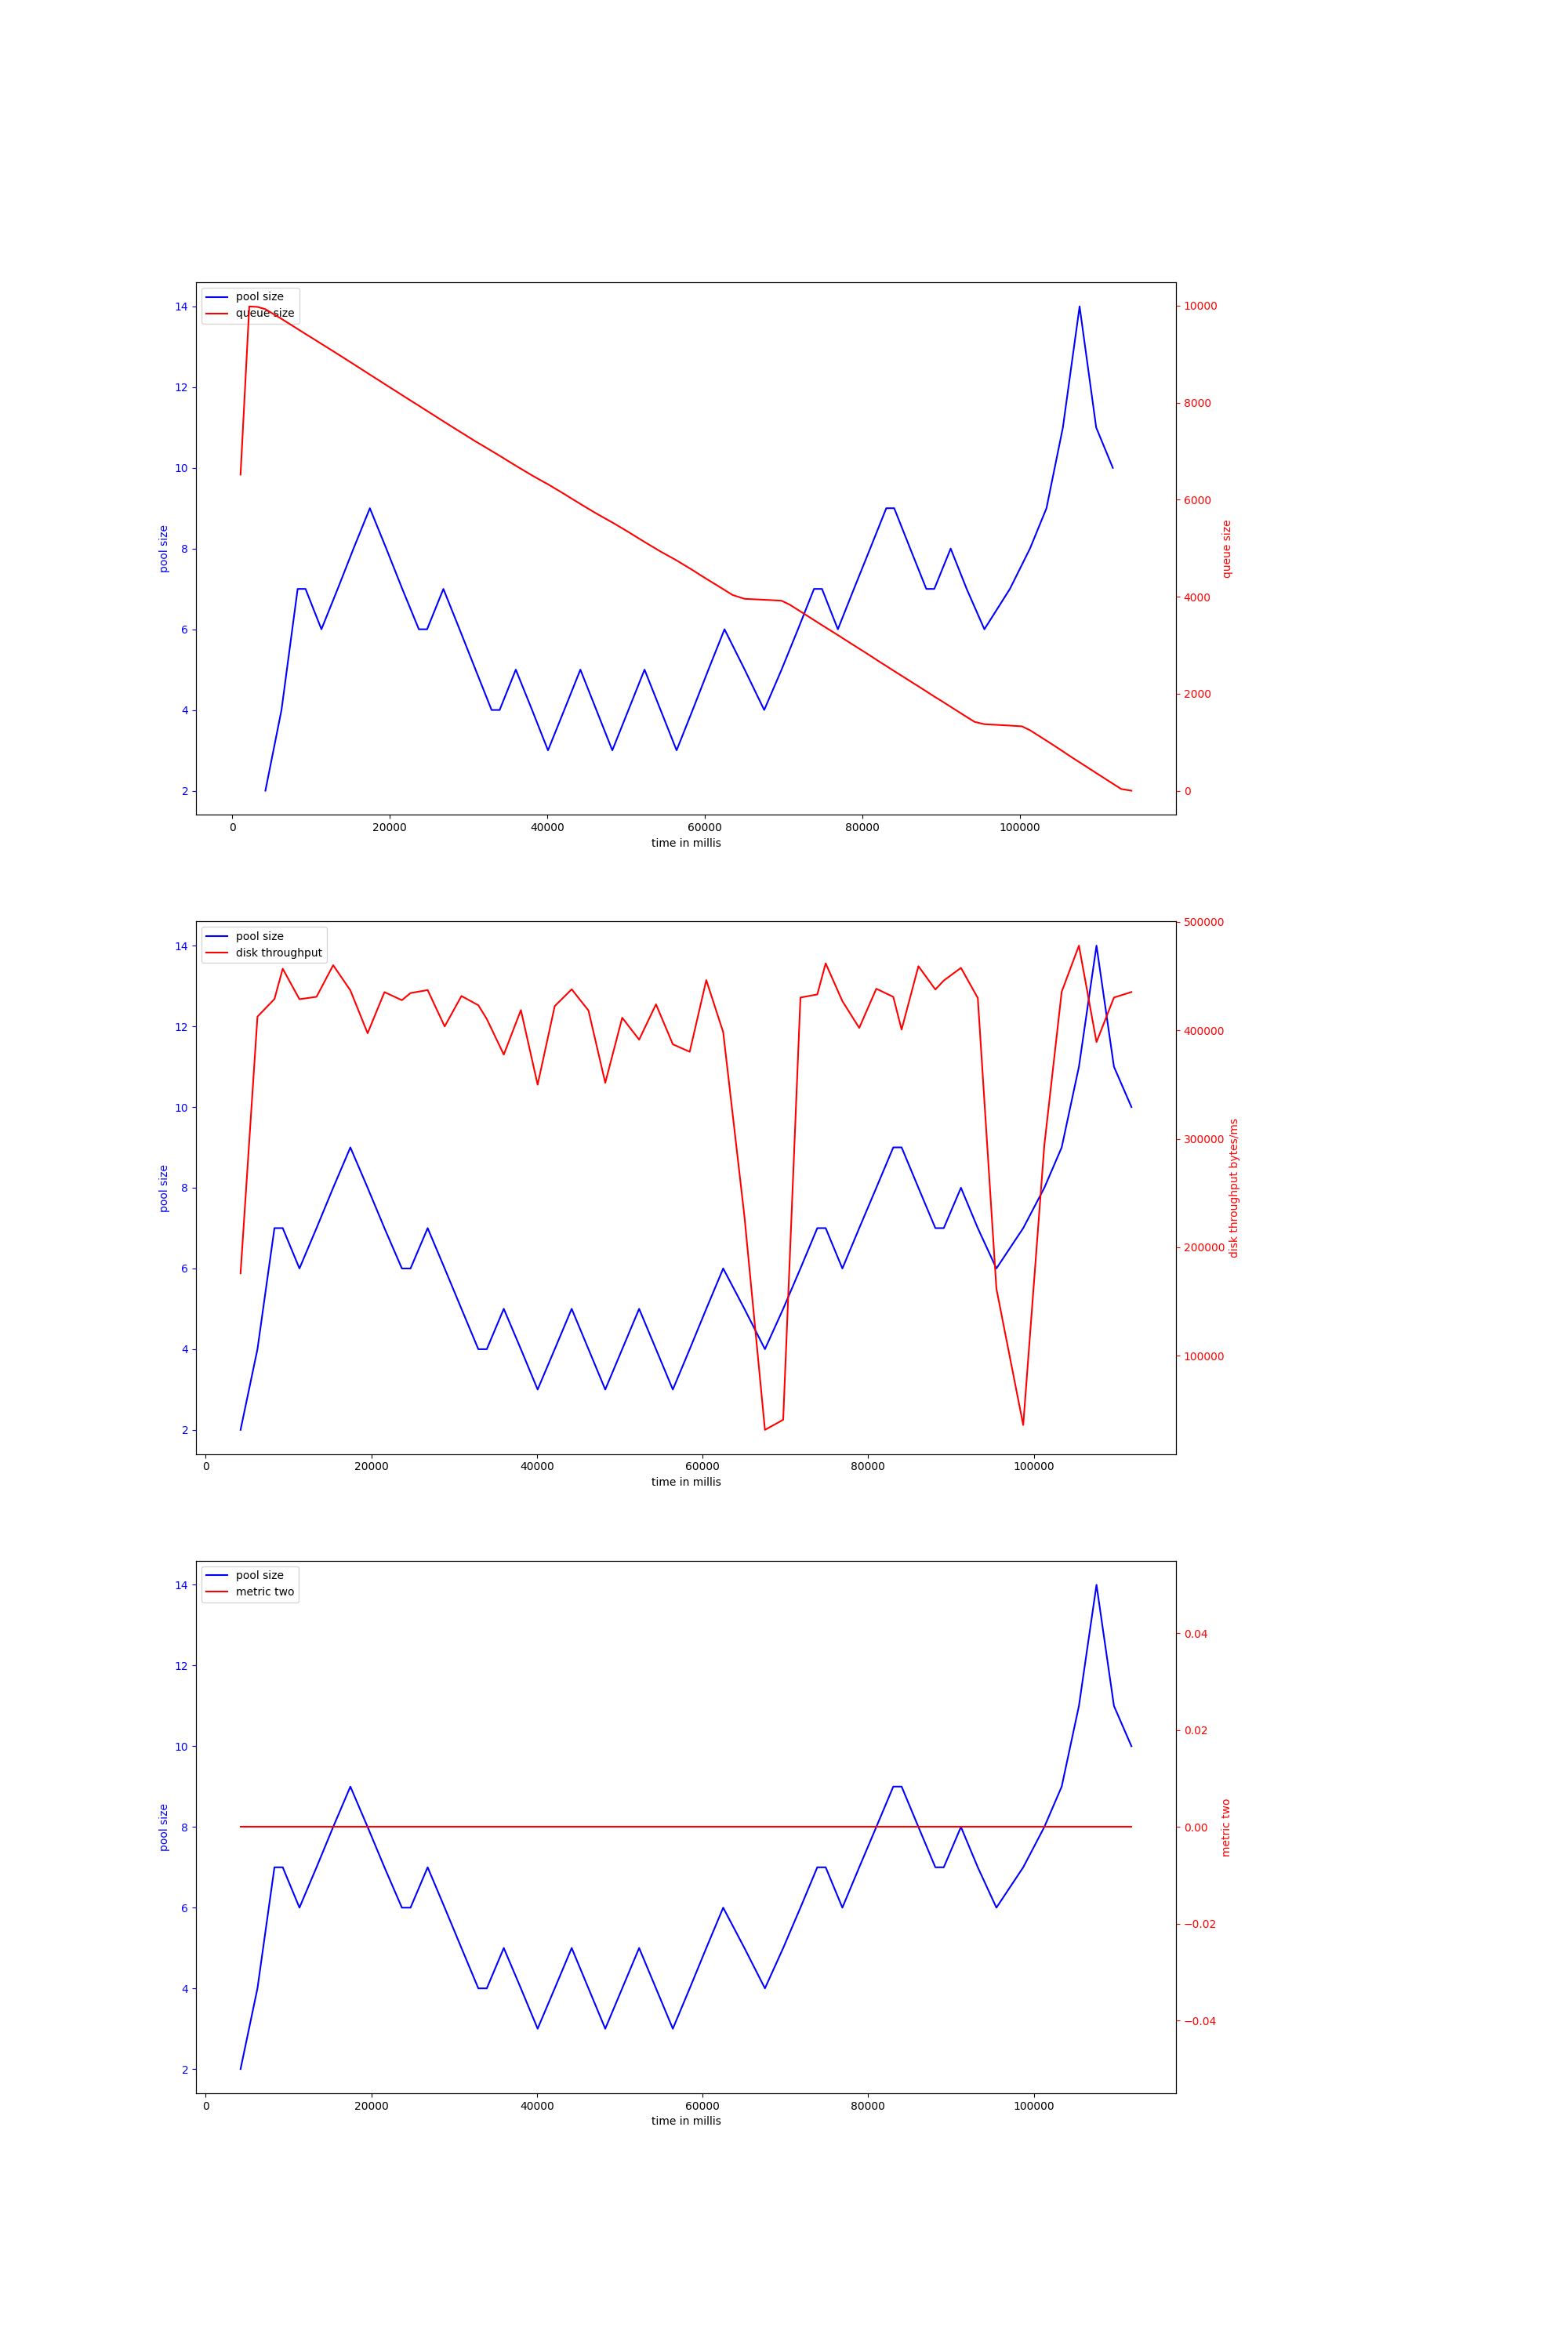 pool size
queue size
14
12
10
8
6
4
2
pool size
10000
8000
6000
4000
2000
0
queue size
0 20000 40000 60000 80000 100000
time in millis
pool size
disk throughput
14
12
10
8
6
4
2
pool size
500000
400000
300000
200000
100000
disk throughput bytes/ms
0 20000 40000 60000 80000 100000
time in millis
pool size
metric two
14
12
10
8
6
4
2
pool size
0.04
0.02
0.00
−0.02
−0.04
metric two
0 20000 40000 60000 80000 100000
time in millis